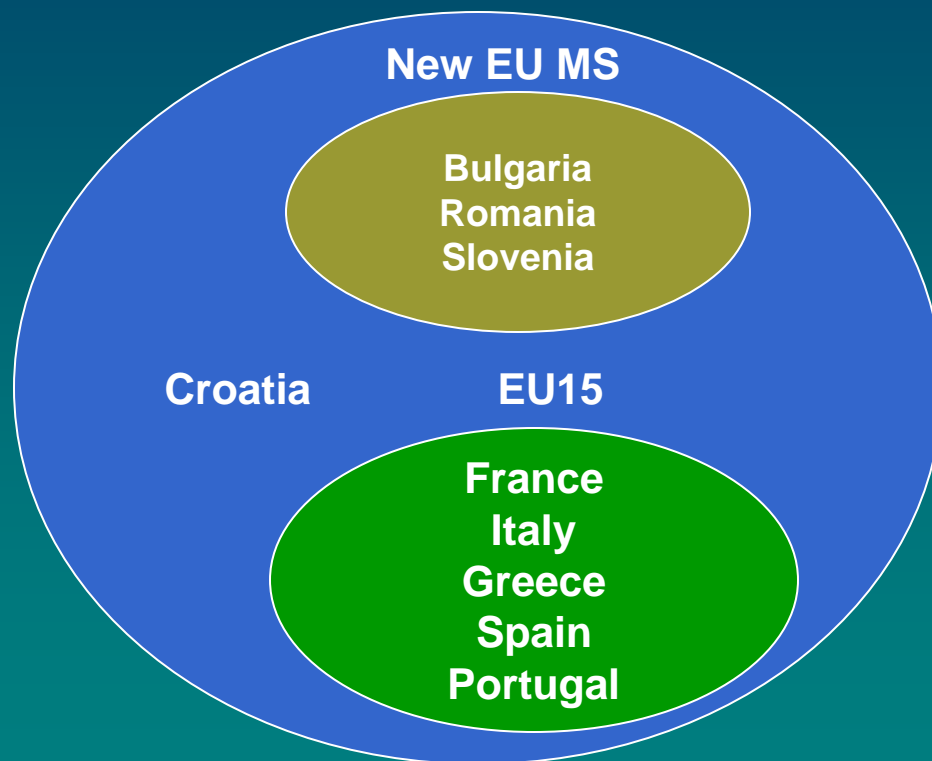 New EU MS
Bulgaria
Romania
Slovenia
Croatia
EU15
France
Italy
Greece
Spain
Portugal